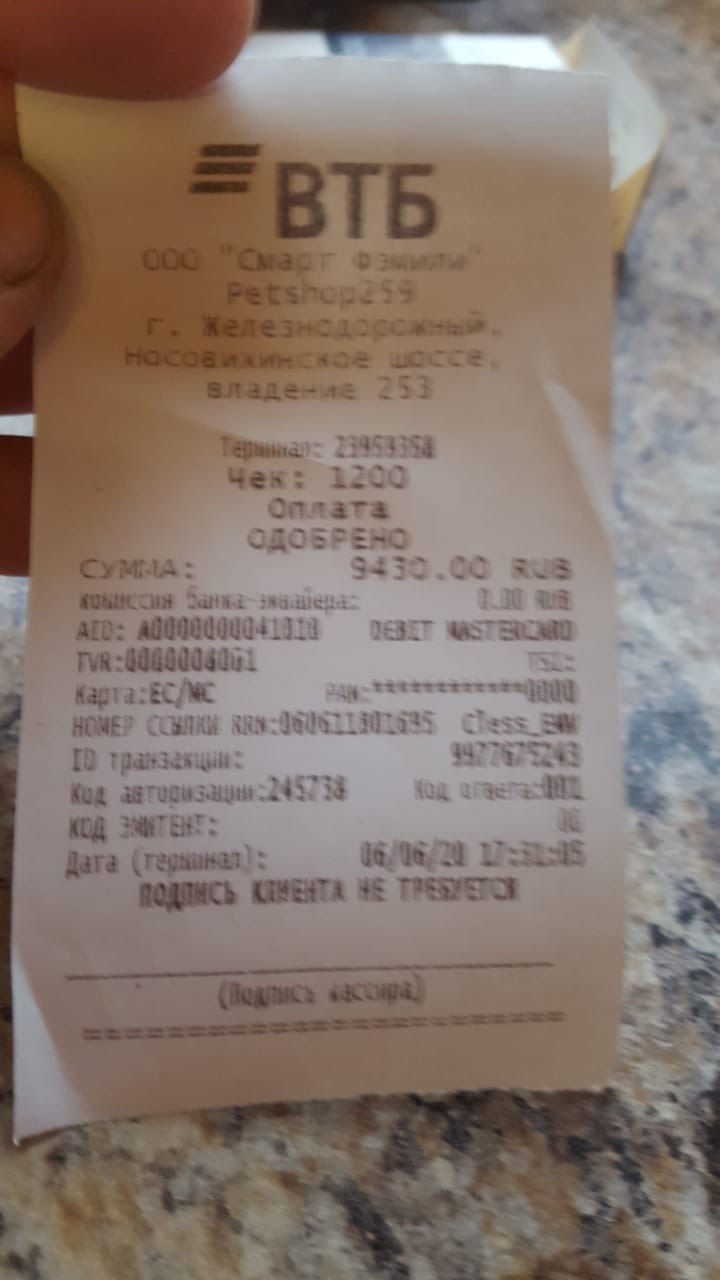 ВТБ
ООО "Смарт Фэмили"
Petshop259
г. Железнодорожный,
Носовихинское шоссе,
владение 253
Терминал: 23959358
Чек: 1200
Оплата
ОДОБРЕНО
СУММА: 9430.00 RUB
комиссия банка-эквайера: 0.00 RUB
AID: A0000000041010 DEBIT MASTERCARD
TVR:0000008001 TSI:
Карта:EC/MC PAN:************0000
НОМЕР ССЫЛКИ RRN:060611801695 CTess_EMV
ID транзакции: 9977675243
Код авторизации:245738 Код ответа:001
КОД ЭМИТЕНТ: 00
Дата (терминал): 06/06/20 17:31:05
ПОДПИСЬ КЛИЕНТА НЕ ТРЕБУЕТСЯ
(Подпись кассира)